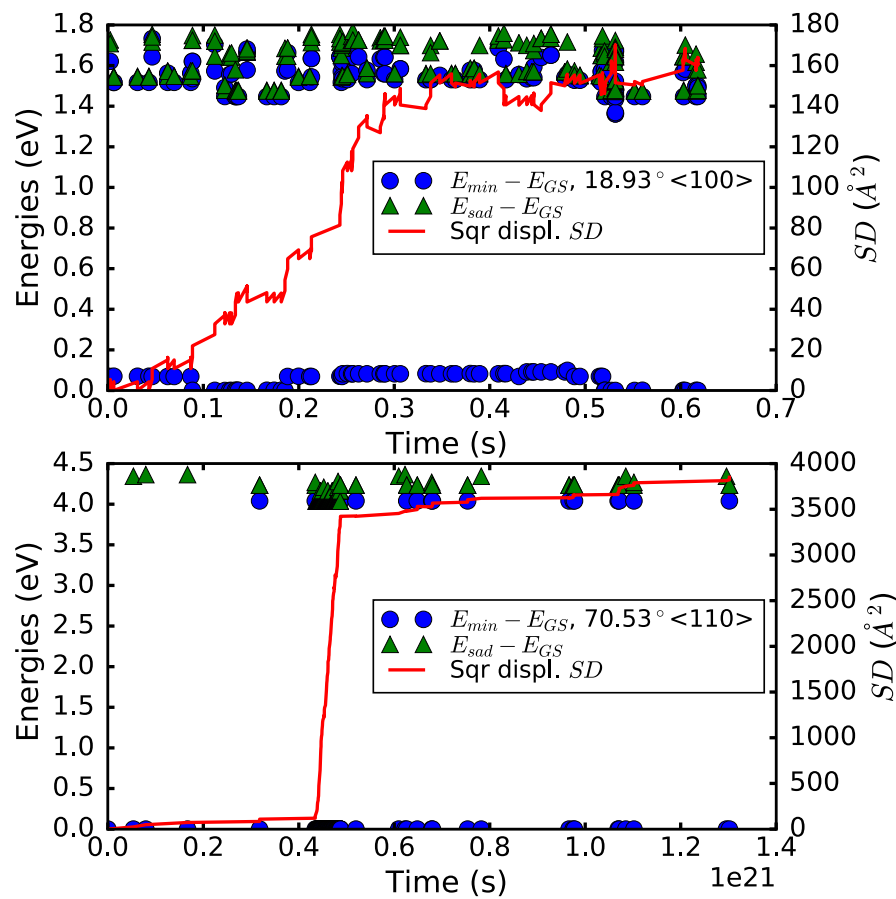 1.8
1.6
1.4
1.2
1.0
0.8
0.6
0.4
0.2
0.0
Energies (eV)
180
160
140
120
100
80
60
40
20
0
SD (Å²)
E_min − E_GS, 18.93° <100>
E_sad − E_GS
Sqr displ. SD
0.0 0.1 0.2 0.3 0.4 0.5 0.6 0.7
Time (s)
4.5
4.0
3.5
3.0
2.5
2.0
1.5
1.0
0.5
0.0
Energies (eV)
4000
3500
3000
2500
2000
1500
1000
500
0
SD (Å²)
E_min − E_GS, 70.53° <110>
E_sad − E_GS
Sqr displ. SD
0.0 0.2 0.4 0.6 0.8 1.0 1.2 1.4
Time (s)
1e21